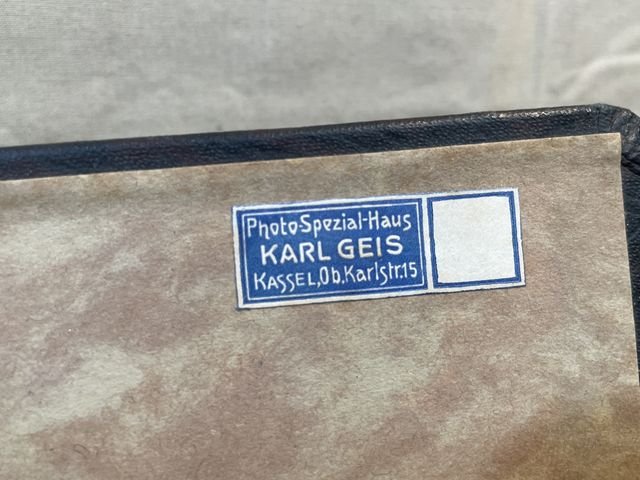 Photo-Spezial-Haus
KARL GEIS
KASSEL, Ob. Karlstr. 15